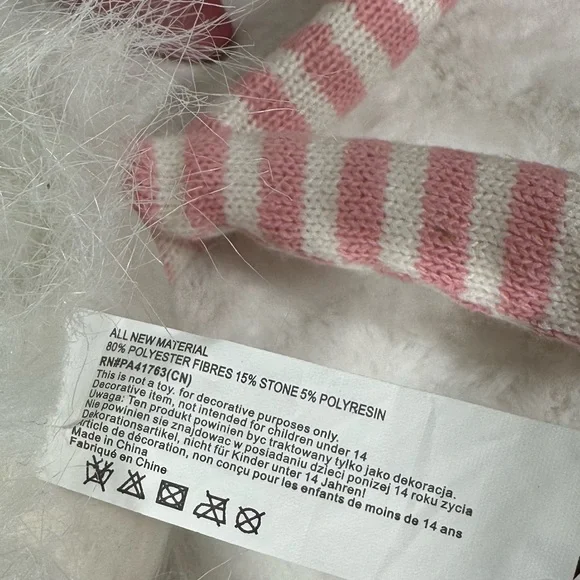 ALL NEW MATERIAL
80% POLYESTER FIBRES 15% STONE 5% POLYRESIN
RN#PA41763(CN)
This is not a toy. for decorative purposes only.
Decorative item, not intended for children under 14
Uwaga: Ten produkt powinien byc traktowany tylko jako dekoracja.
Nie powinien sie znajdowac w posiadaniu dzieci ponizej 14 roku zycia
Dekorationsartikel, nicht für Kinder unter 14 Jahren!
Article de décoration, non conçu pour les enfants de moins de 14 ans
Made in China
Fabriqué en Chine